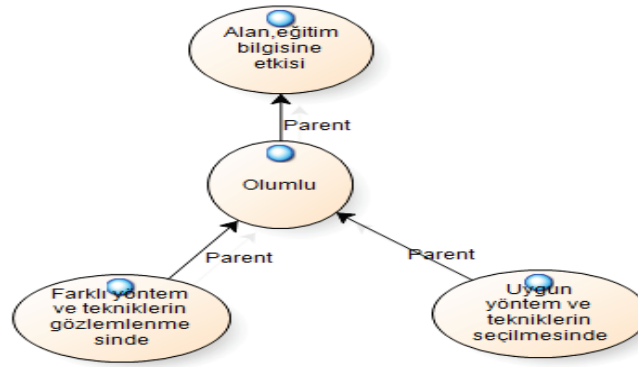 Alan,eğitim
bilgisine
etkisi
Parent
Olumlu
Parent
Parent
Farklı yöntem
ve tekniklerin
gözlemlenme
sinde
Uygun
yöntem ve
tekniklerin
seçilmesinde